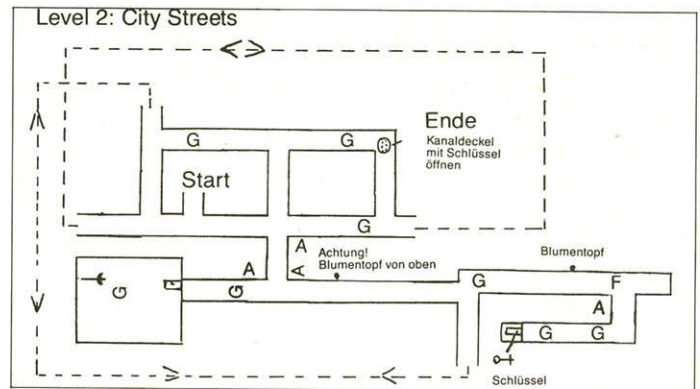 Level 2: City Streets
G
G
Ende
Kanaldeckel
mit Schlüssel
öffnen
Start
G
A
A
Achtung!
Blumentopf von oben
Blumentopf
A
G
G
G
F
A
G
G
Schlüssel